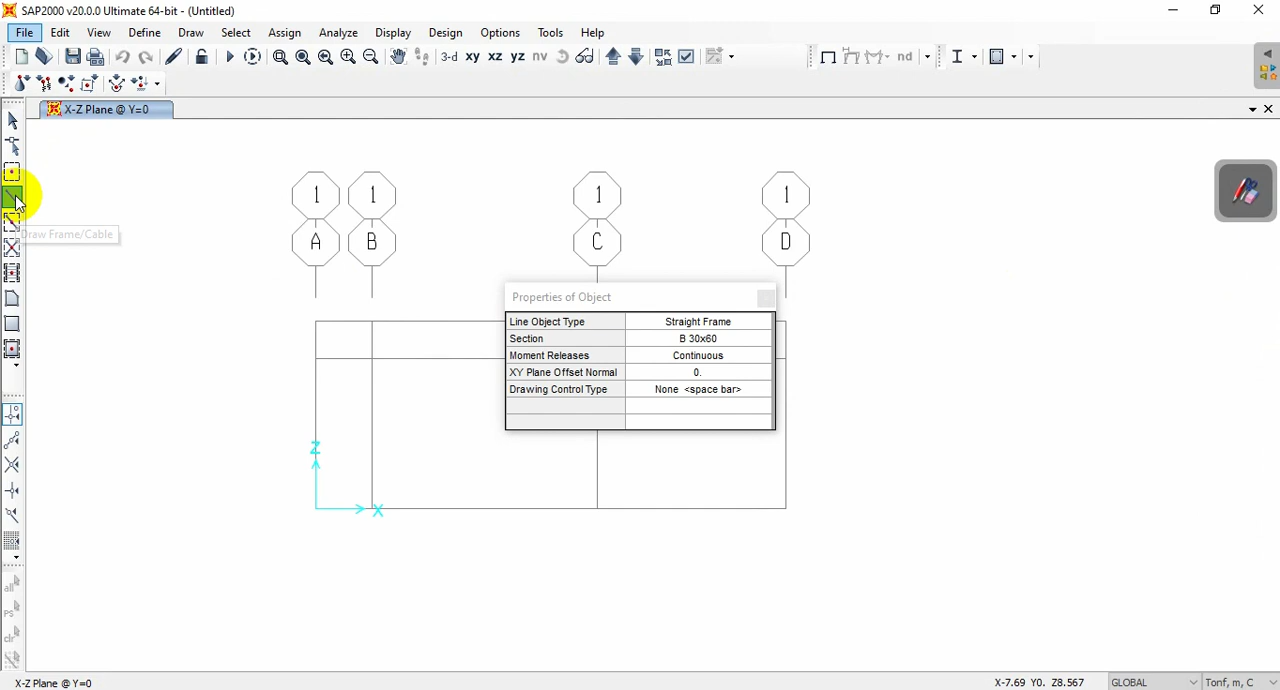 SAP2000 v20.0.0 Ultimate 64-bit - (Untitled)
File Edit View Define Draw Select Assign Analyze Display Design Options Tools Help
3-d xy xz yz nv nd
X-Z Plane @ Y=0
1 1 1 1
A B C D
Draw Frame/Cable
Properties of Object
Line Object Type Straight Frame
Section B 30x60
Moment Releases Continuous
XY Plane Offset Normal 0.
Drawing Control Type None <space bar>
Z
X
all
ps
clr
X-Z Plane @ Y=0 X-7.69 Y0. Z8.567 GLOBAL Tonf, m, C